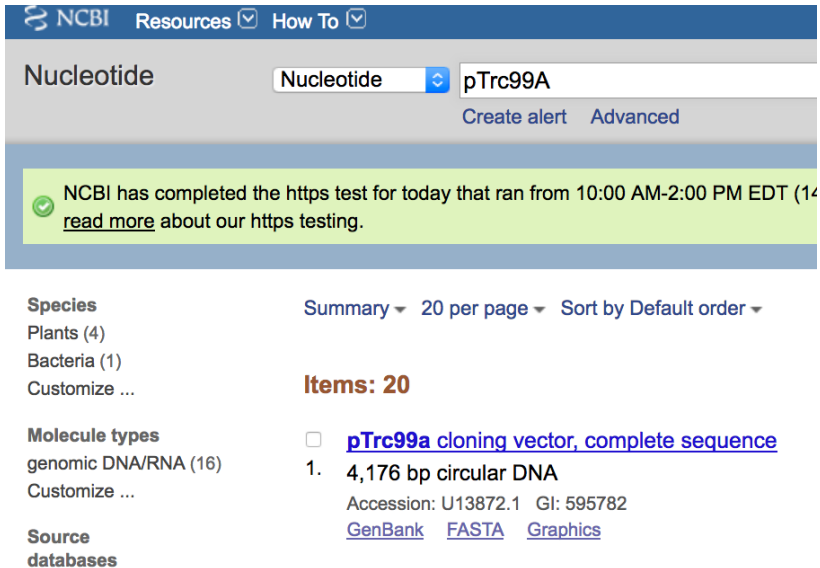 NCBI Resources How To
Nucleotide Nucleotide pTrc99A
Create alert Advanced
NCBI has completed the https test for today that ran from 10:00 AM-2:00 PM EDT (14
read more about our https testing.
Species
Plants (4)
Bacteria (1)
Customize ...
Molecule types
genomic DNA/RNA (16)
Customize ...
Source
databases
Summary 20 per page Sort by Default order
Items: 20
pTrc99a cloning vector, complete sequence
1. 4,176 bp circular DNA
Accession: U13872.1 GI: 595782
GenBank FASTA Graphics